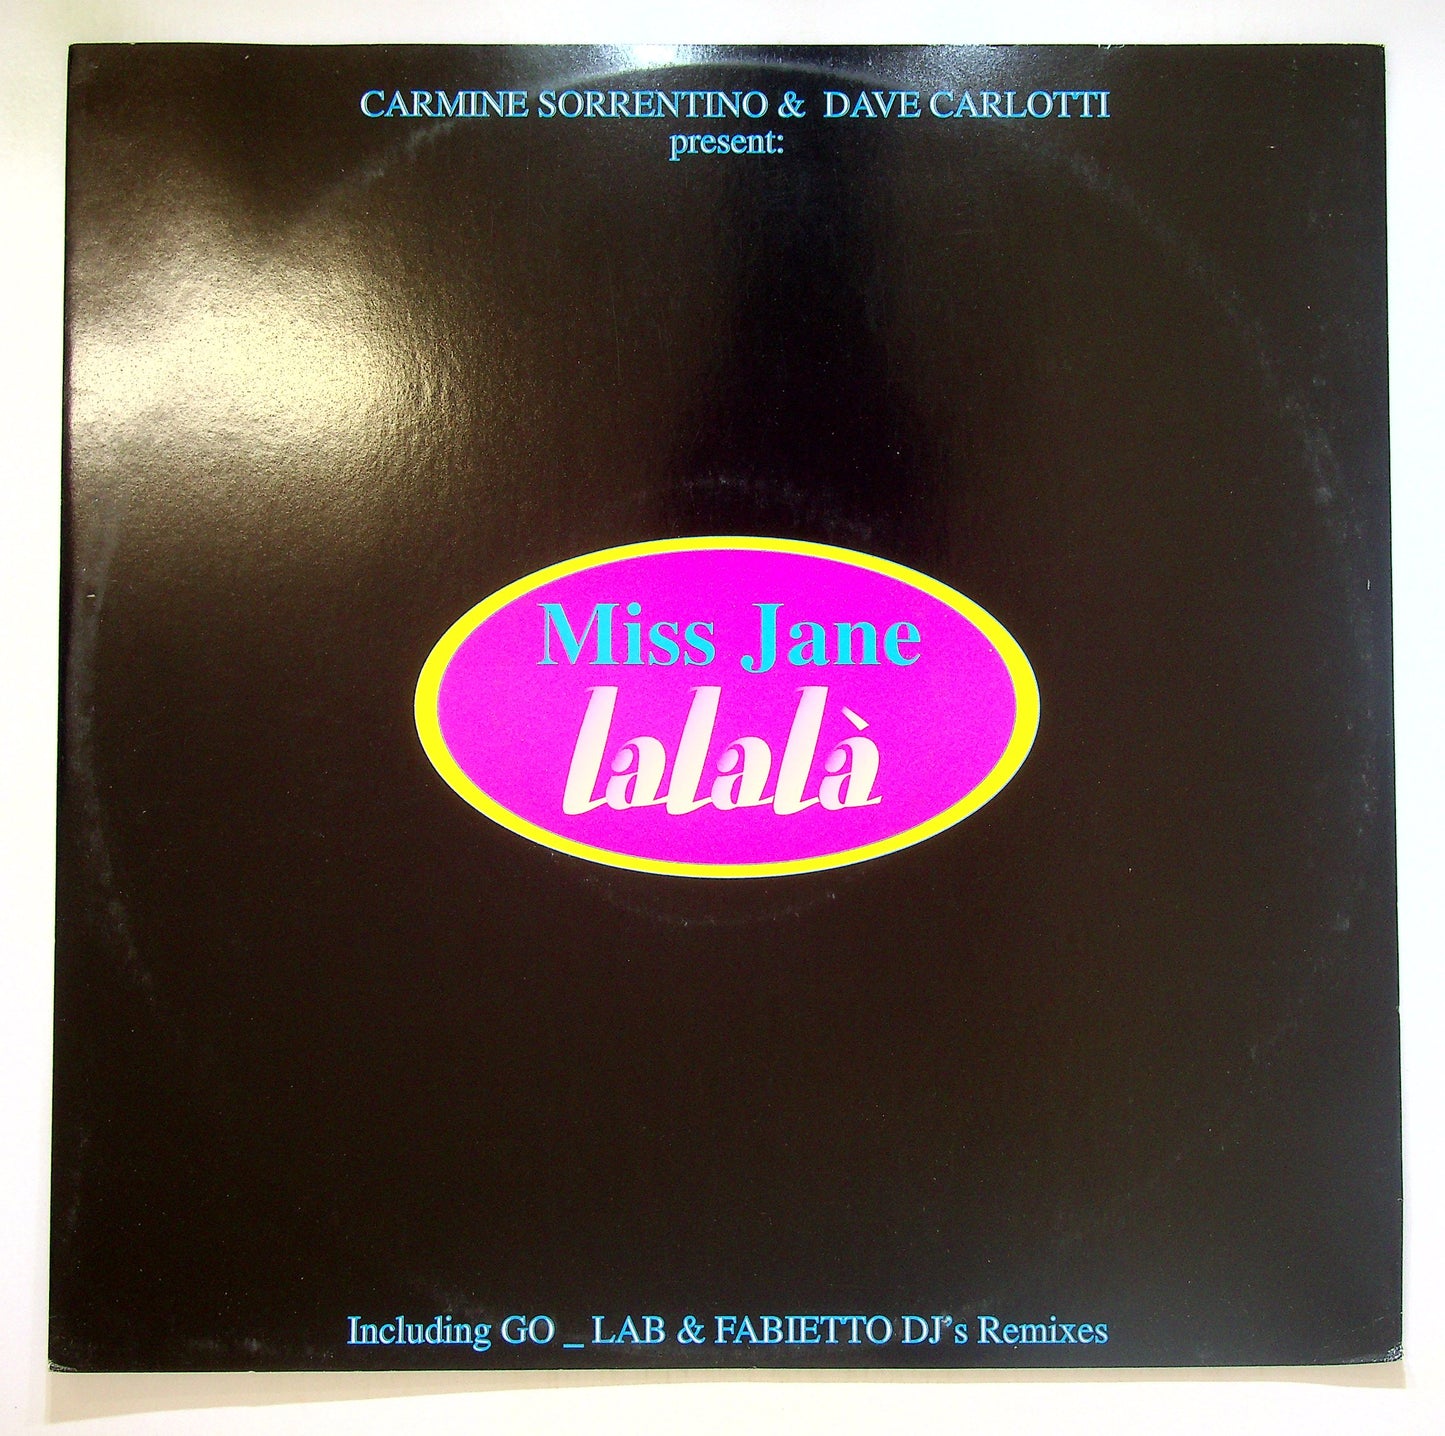 CARMINE SORRENTINO & DAVE CARLOTTI
present:
Miss Jane
lalalà
Including GO _ LAB & FABIETTO DJ's Remixes